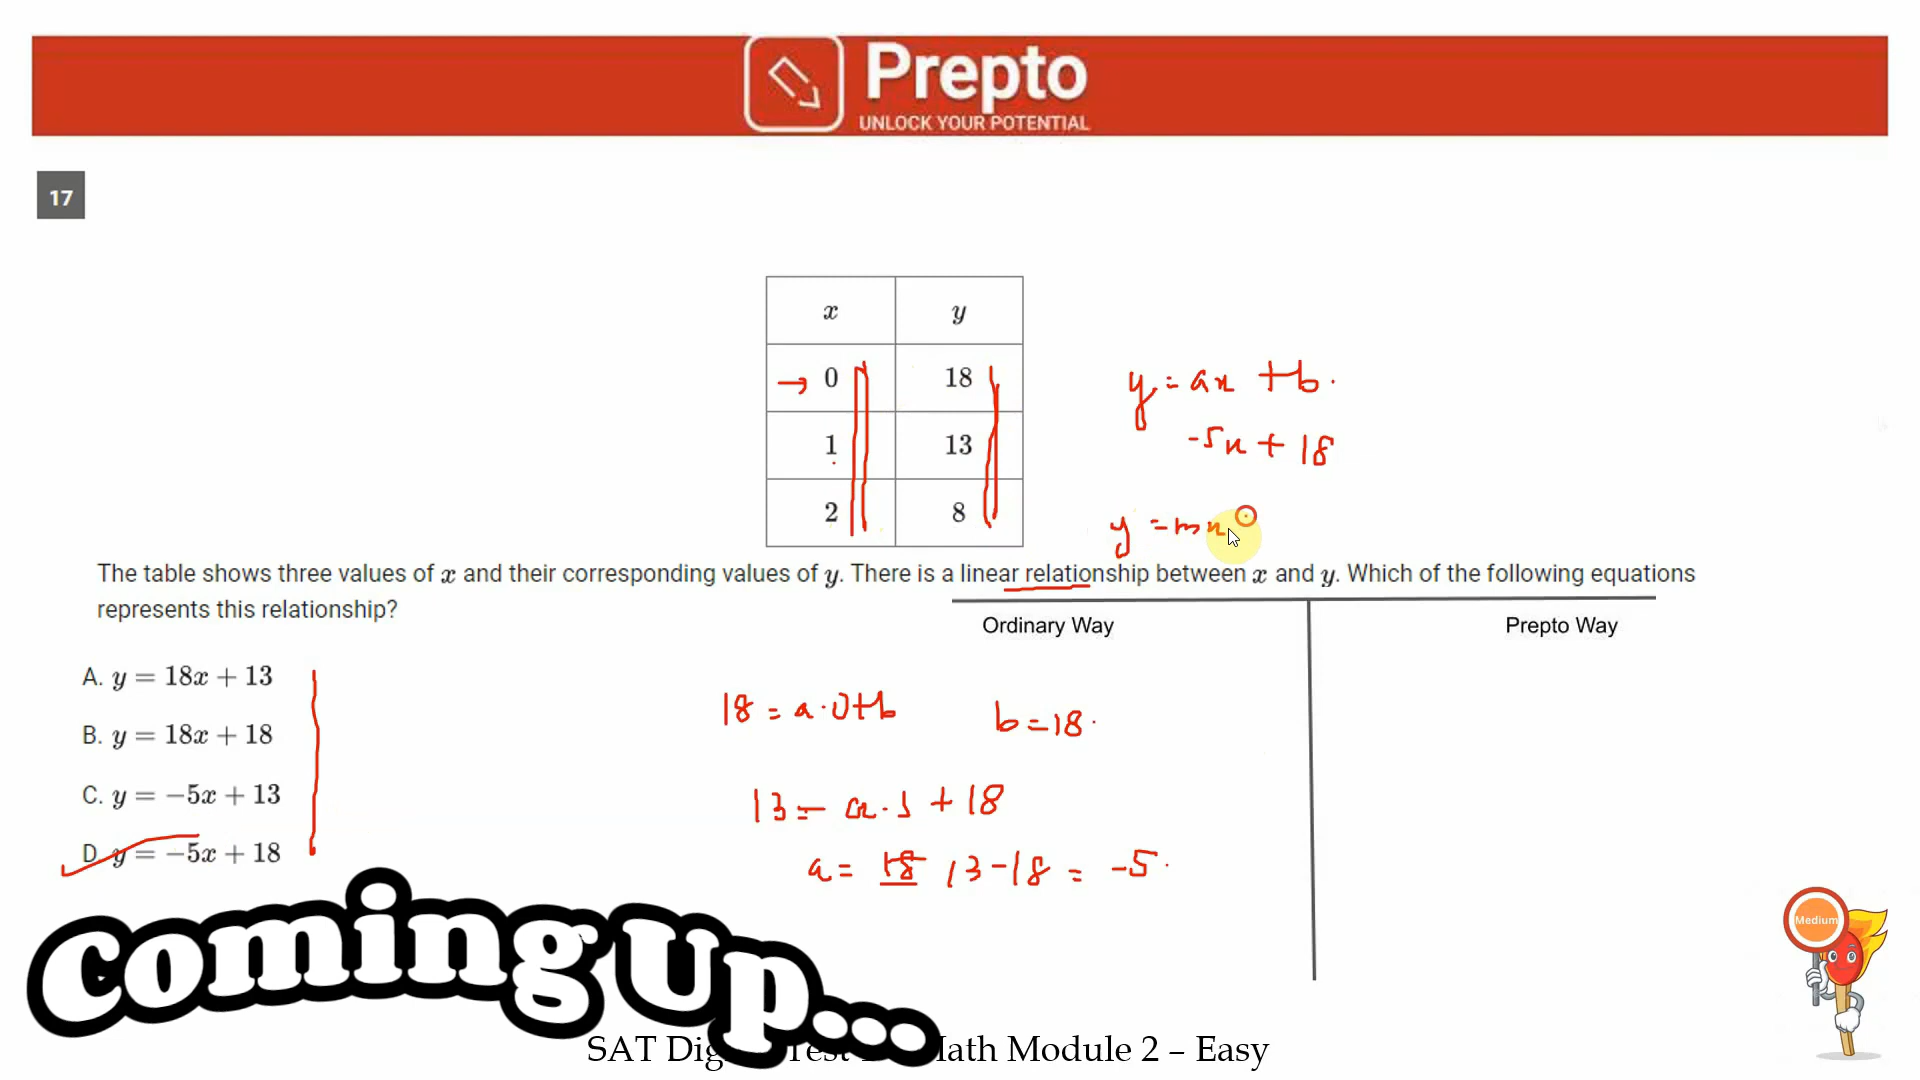 Prepto
UNLOCK YOUR POTENTIAL
17
x y
0 18
1 13
2 8
y = ax + b.
-5x + 18
y = mx
The table shows three values of x and their corresponding values of y. There is a linear relationship between x and y. Which of the following equations
represents this relationship?
Ordinary Way
Prepto Way
A. y = 18x + 13
B. y = 18x + 18
C. y = −5x + 13
D. y = −5x + 18
18 = a·0+b
b=18.
13 = a·1 + 18
a = 18 13-18 = -5.
Medium
Coming Up...
SAT Math Module 2 – Easy